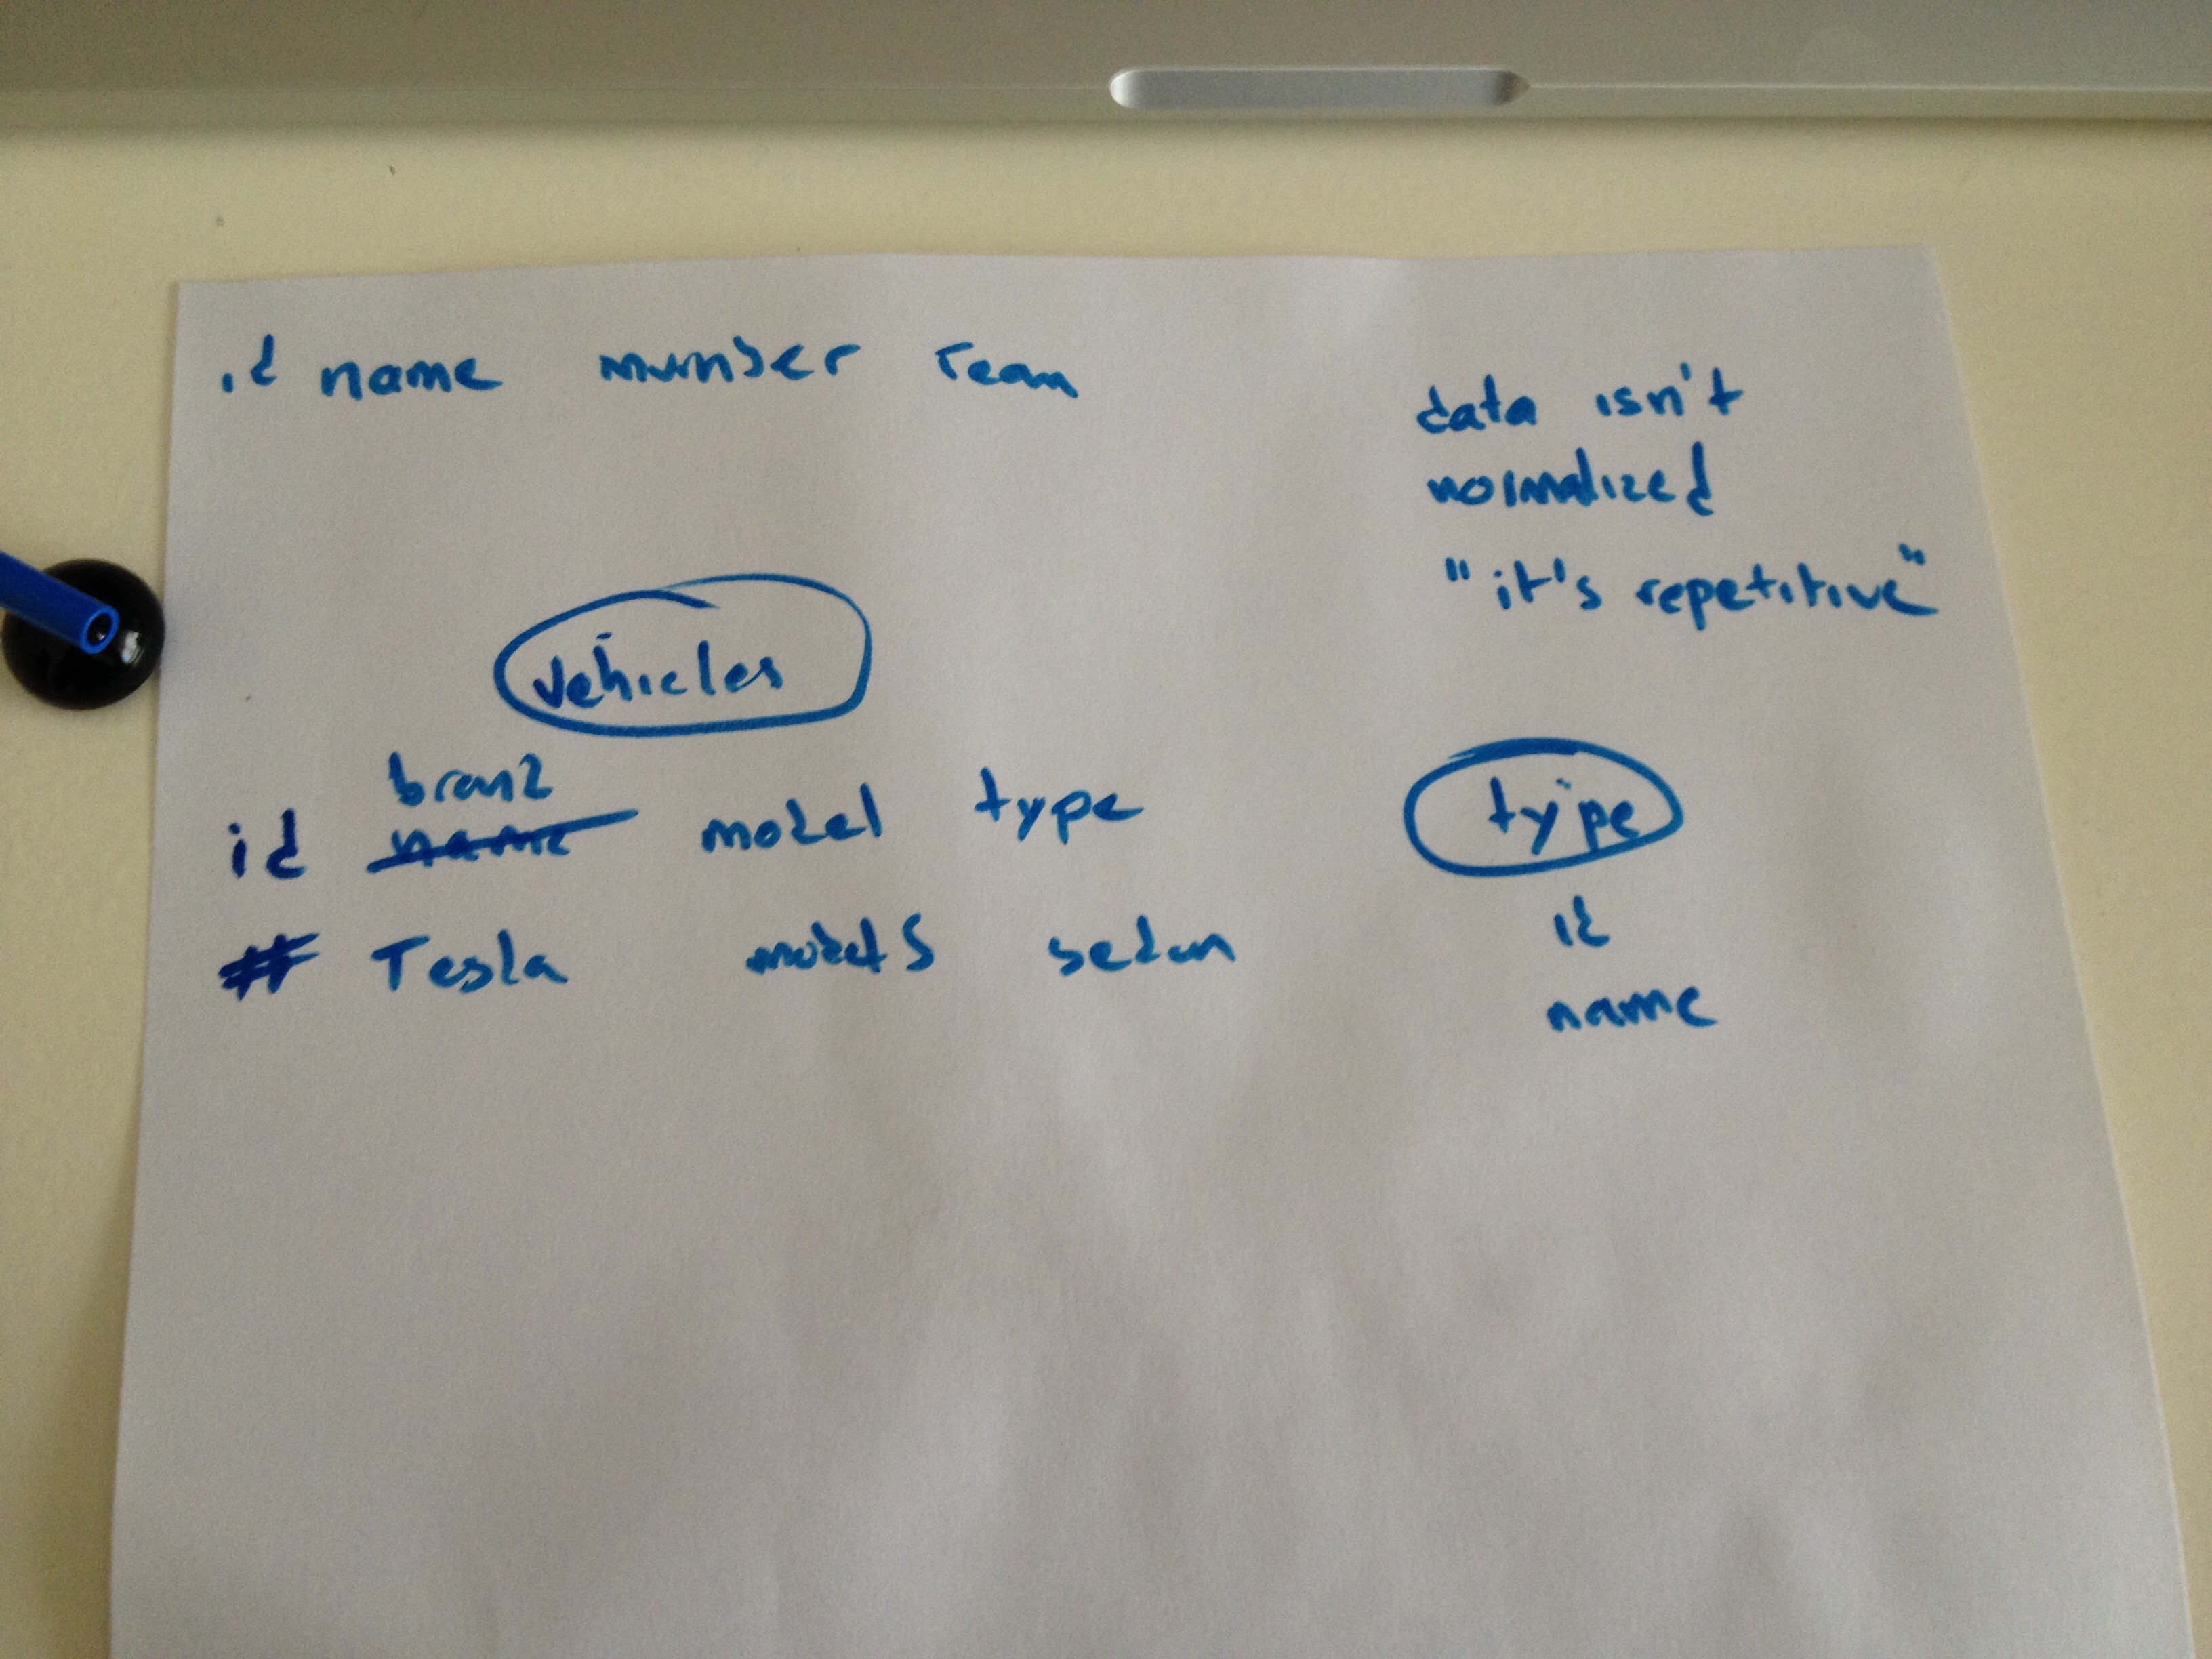 id name number Team
data isn't
normalized
"it's repetitive"
vehicles
brand
id name model type
# Tesla model S sedan
type
id
name